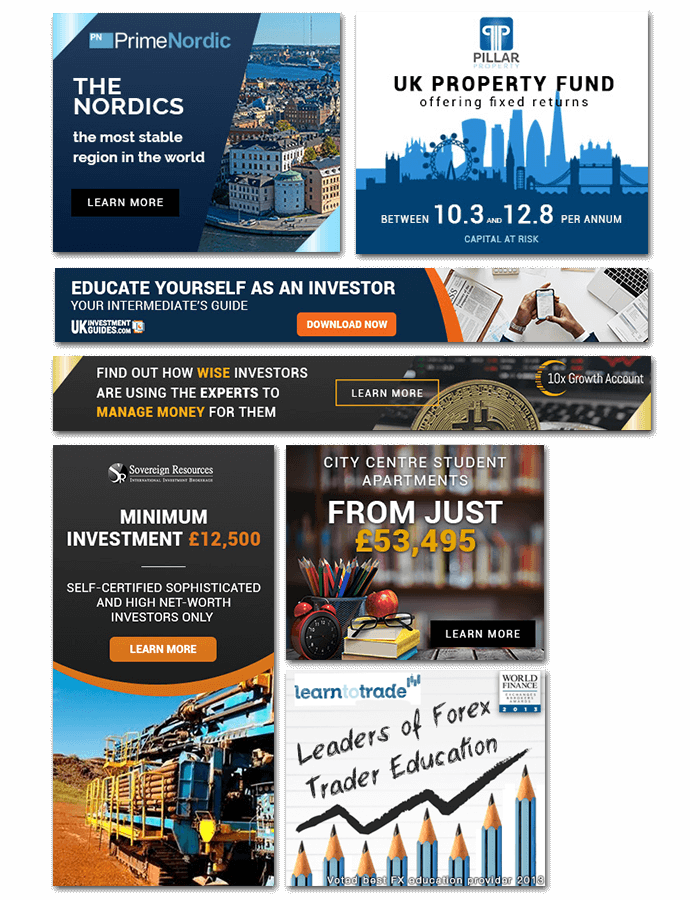 PN PrimeNordic
THE
NORDICS
the most stable
region in the world
LEARN MORE
PILLAR
PROPERTY
UK PROPERTY FUND
offering fixed returns
BETWEEN 10.3 AND 12.8 PER ANNUM
CAPITAL AT RISK
EDUCATE YOURSELF AS AN INVESTOR
YOUR INTERMEDIATE'S GUIDE
UK INVESTMENT
GUIDES.COM
DOWNLOAD NOW
FIND OUT HOW WISE INVESTORS
ARE USING THE EXPERTS TO
MANAGE MONEY FOR THEM
LEARN MORE
10x Growth Account
SR Sovereign Resources
INTERNATIONAL INVESTMENT BROKERAGE
MINIMUM
INVESTMENT £12,500
SELF-CERTIFIED SOPHISTICATED
AND HIGH NET-WORTH
INVESTORS ONLY
LEARN MORE
CITY CENTRE STUDENT
APARTMENTS
FROM JUST
£53,495
LEARN MORE
learntotrade
WORLD
FINANCE
EXCHANGES
BROKERS
AWARDS
2013
Leaders of Forex
Trader Education
Voted best FX education provider 2013